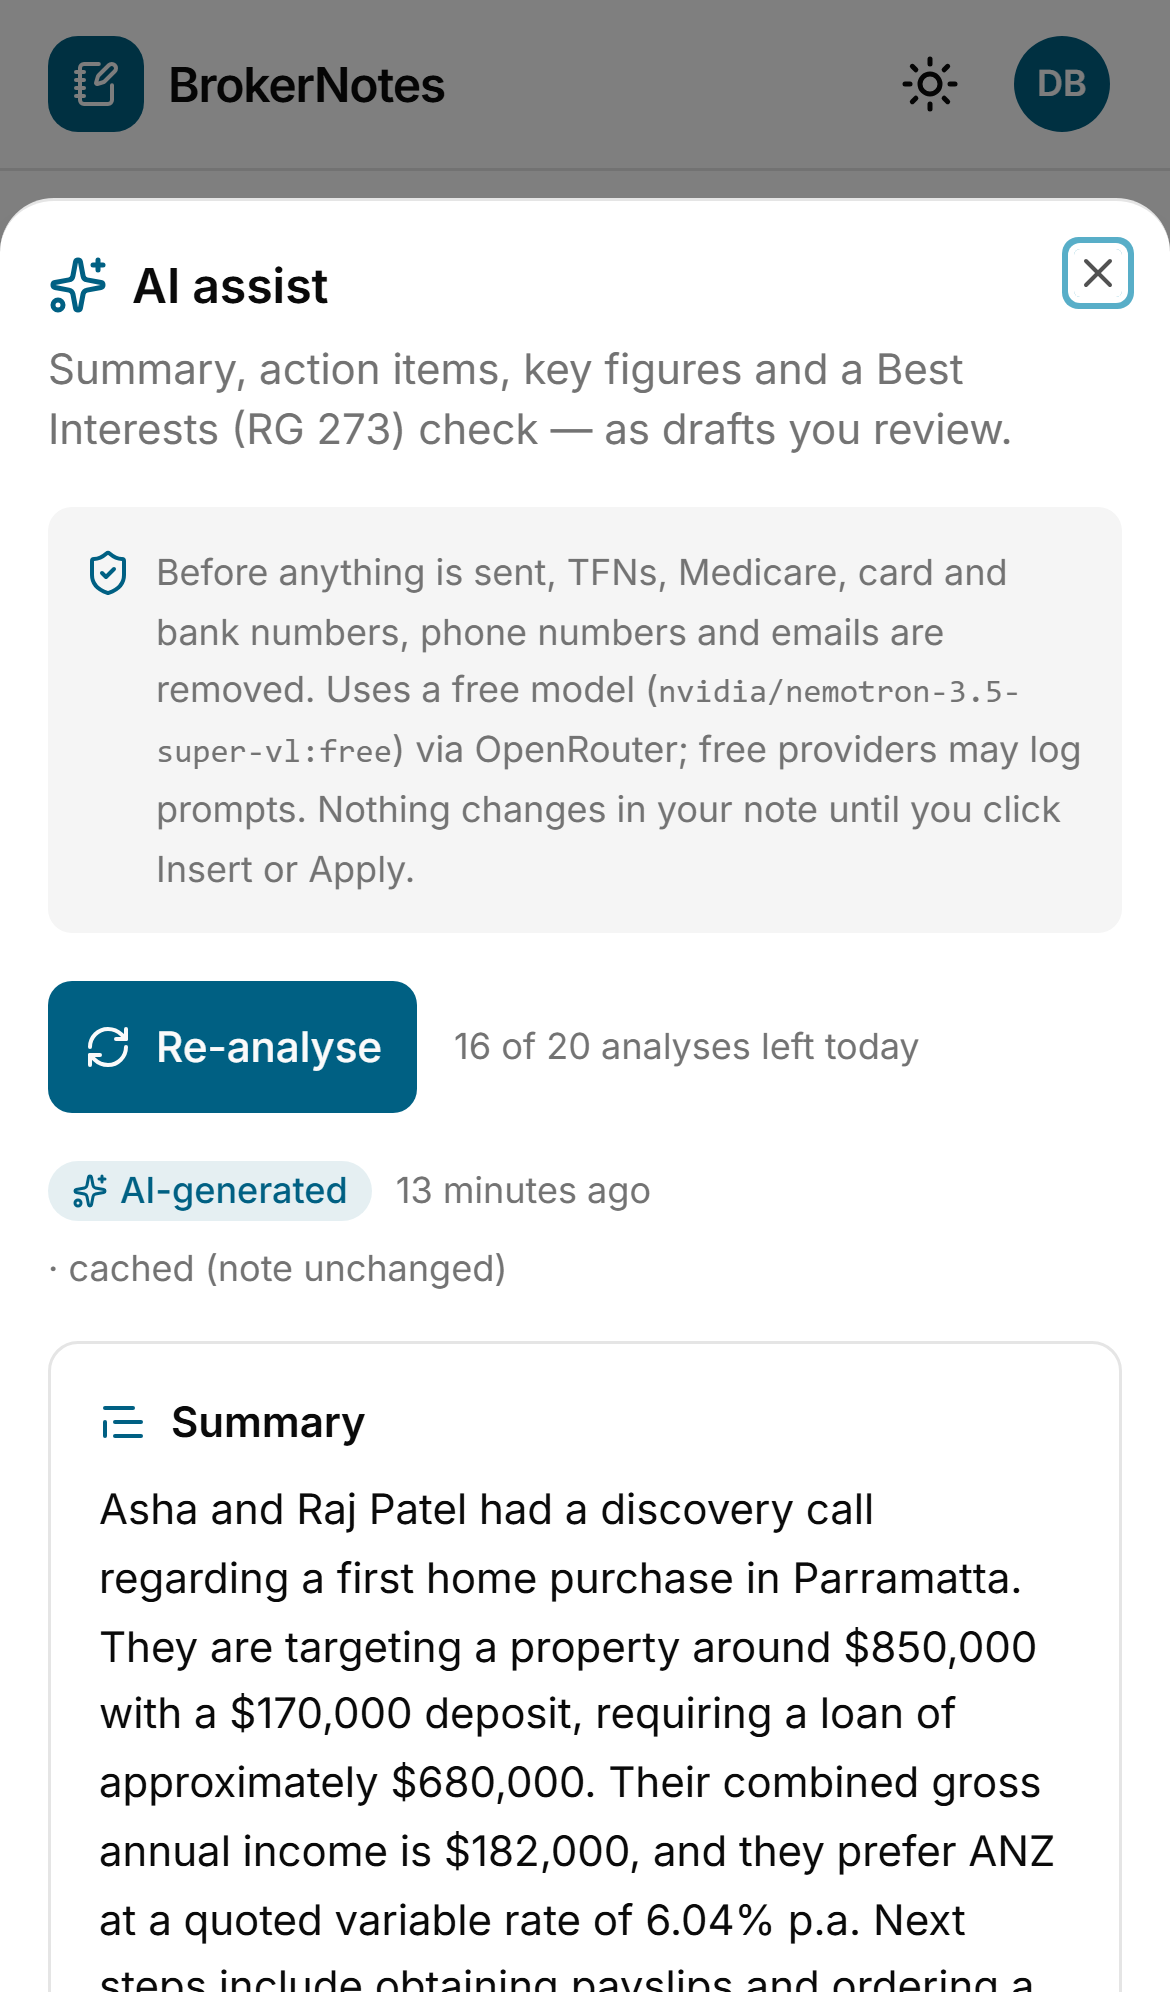 BrokerNotes
DB
AI assist
Summary, action items, key figures and a Best
Interests (RG 273) check — as drafts you review.
Before anything is sent, TFNs, Medicare, card and
bank numbers, phone numbers and emails are
removed. Uses a free model (nvidia/nemotron-3.5-
super-vl:free) via OpenRouter; free providers may log
prompts. Nothing changes in your note until you click
Insert or Apply.
Re-analyse
16 of 20 analyses left today
AI-generated
13 minutes ago
· cached (note unchanged)
Summary
Asha and Raj Patel had a discovery call
regarding a first home purchase in Parramatta.
They are targeting a property around $850,000
with a $170,000 deposit, requiring a loan of
approximately $680,000. Their combined gross
annual income is $182,000, and they prefer ANZ
at a quoted variable rate of 6.04% p.a. Next
steps include obtaining payslips and ordering a